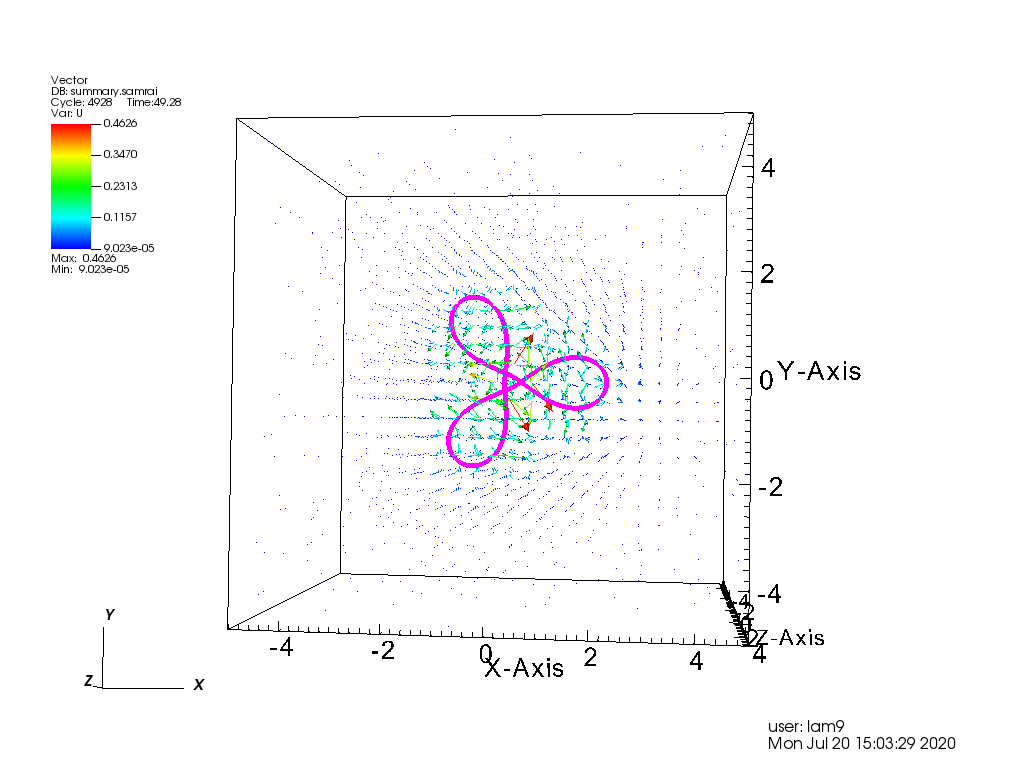 Vector
DB: summary.samrai
Cycle: 4928 Time:49.28
Var: U
0.4626
0.3470
0.2313
0.1157
9.023e-05
Max: 0.4626
Min: 9.023e-05
4
2
0 Y-Axis
-2
-4
-4
Z-Axis
-4 -2 0 2 4 4
X-Axis
Y
Z X
user: lam9
Mon Jul 20 15:03:29 2020